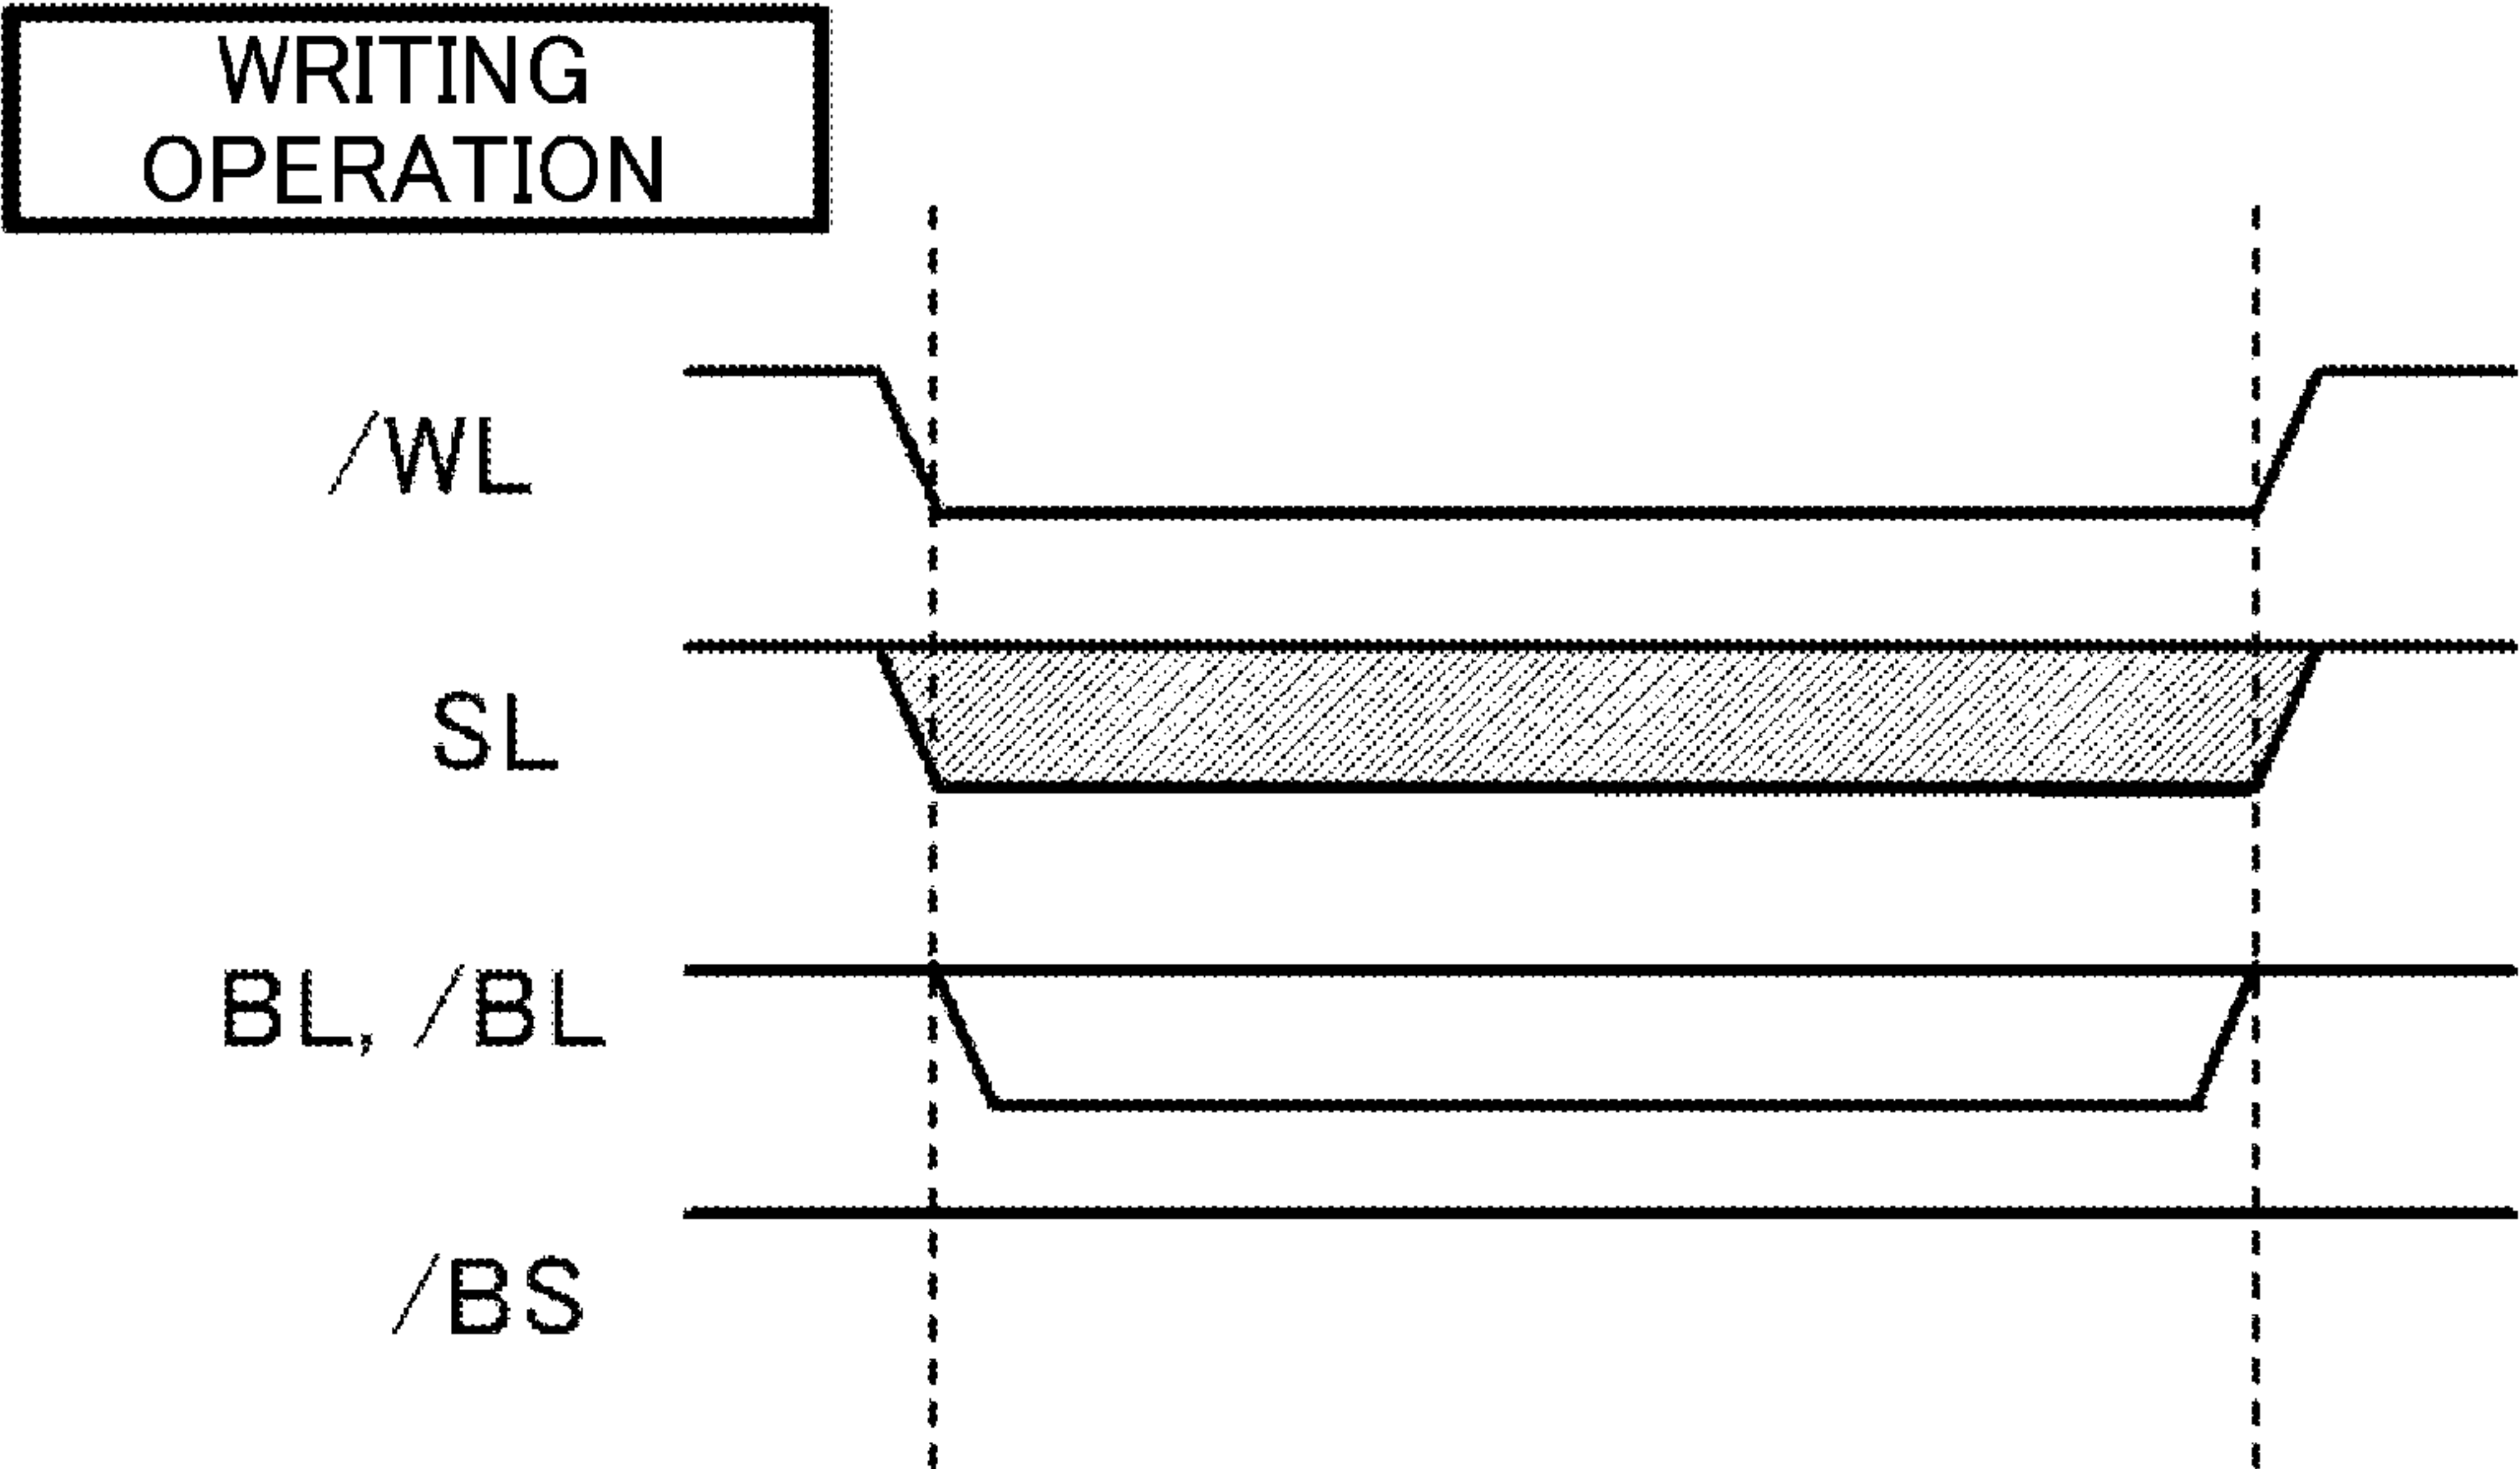 WRITING
OPERATION
/WL
SL
BL, /BL
/BS